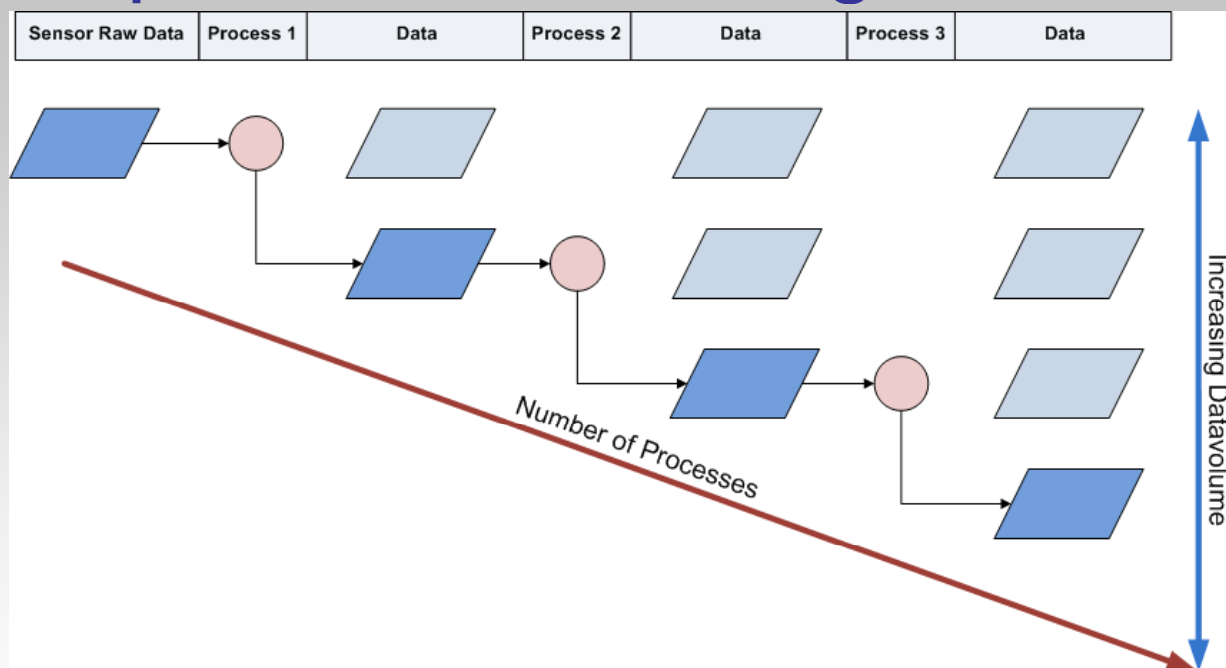 Sensor Raw Data
Process 1
Data
Process 2
Data
Process 3
Data
Number of Processes
Increasing Datavolume